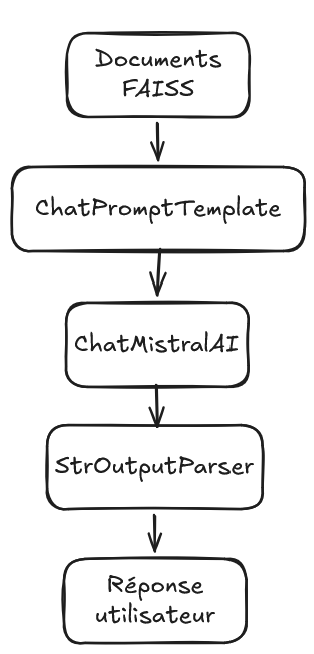 Documents
FAISS
ChatPromptTemplate
ChatMistralAI
StrOutputParser
Réponse
utilisateur